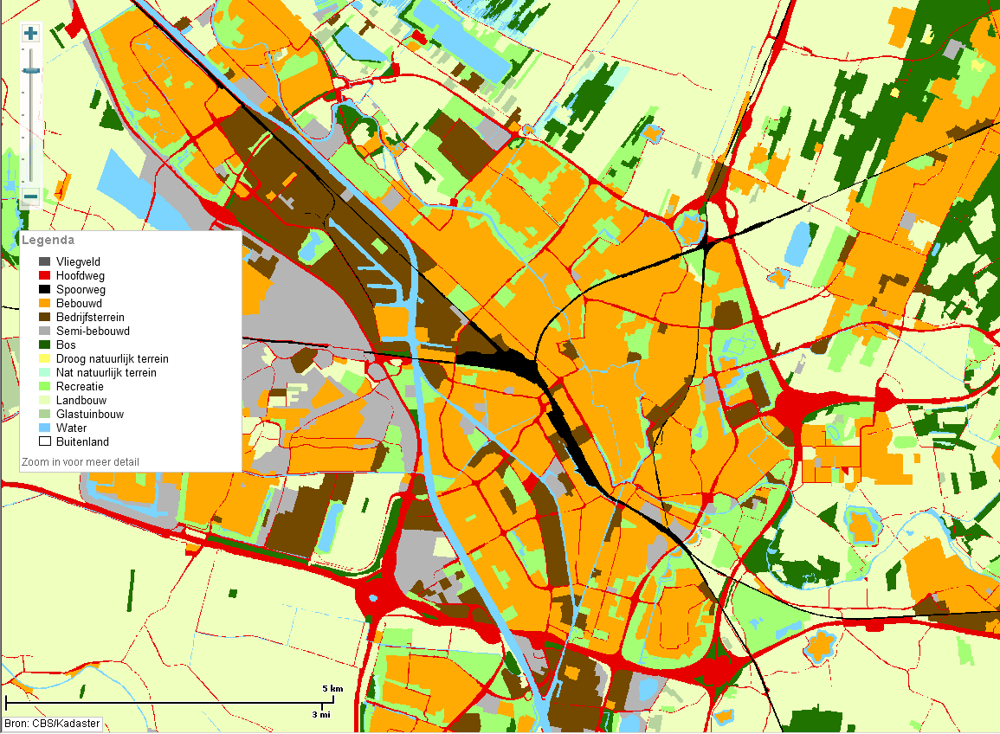 Legenda
Vliegveld
Hoofdweg
Spoorweg
Bebouwd
Bedrijfsterrein
Semi-bebouwd
Bos
Droog natuurlijk terrein
Nat natuurlijk terrein
Recreatie
Landbouw
Glastuinbouw
Water
Buitenland
Zoom in voor meer detail
5 km
3 mi
Bron: CBS/Kadaster